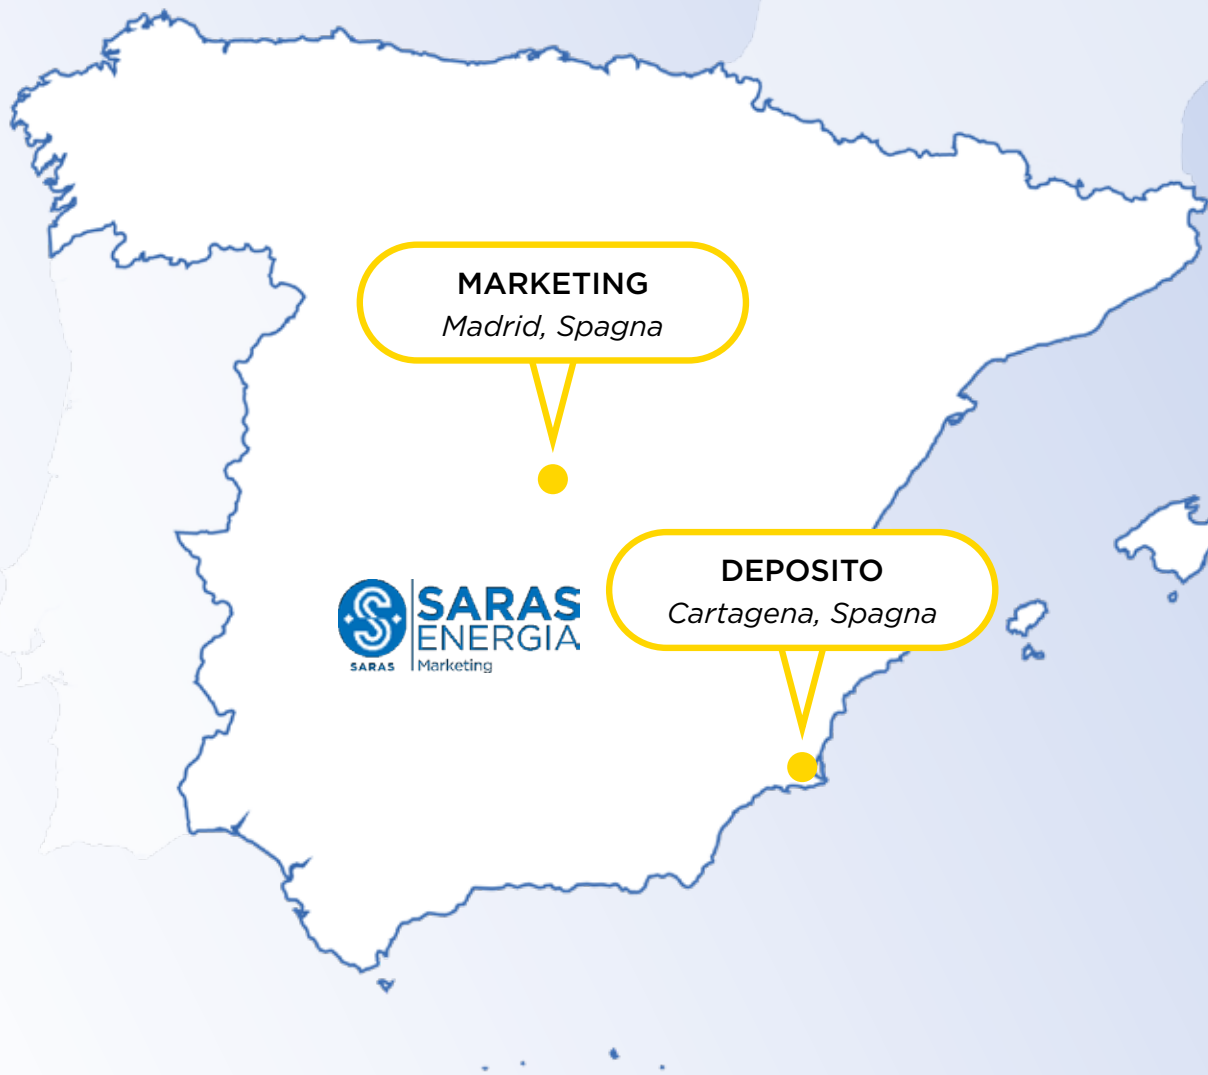 MARKETING
Madrid, Spagna
DEPOSITO
Cartagena, Spagna
SARAS
ENERGIA
SARAS
Marketing